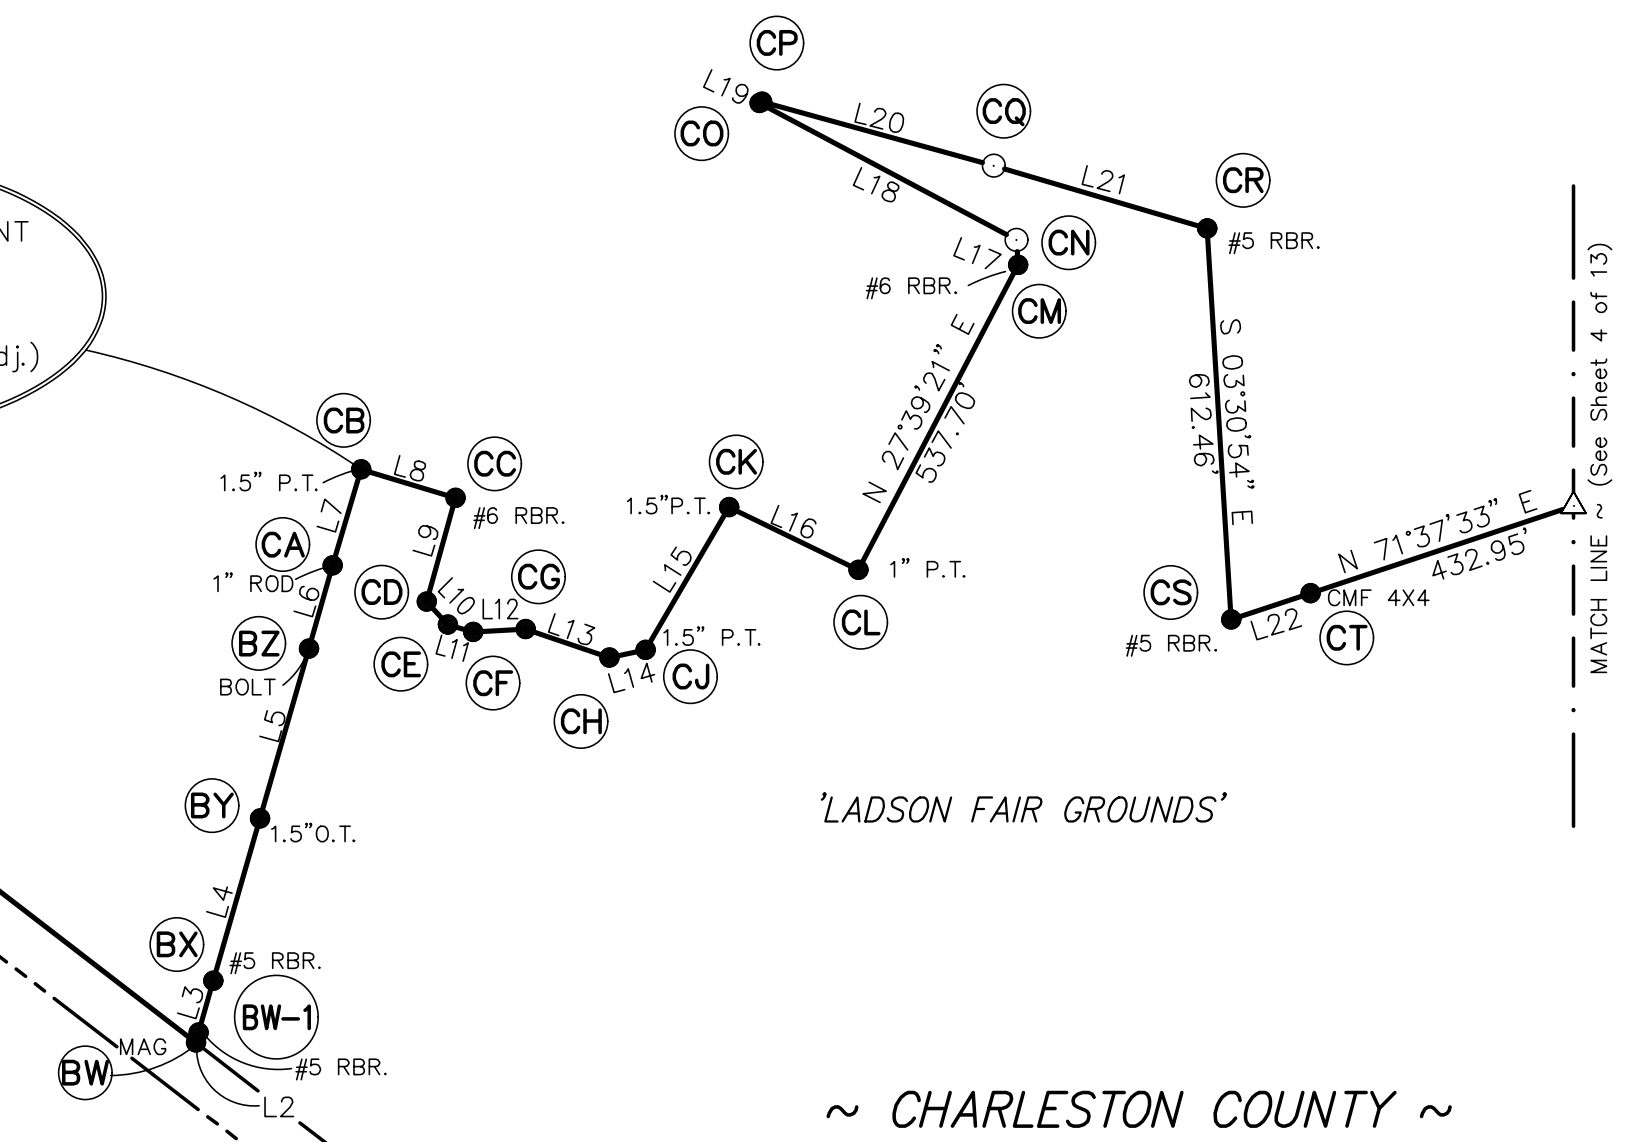 CP
L19
CO
L20
CQ
L18
L21
CR
#5 RBR.
CN
L17
#6 RBR.
CM
NT
dj.)
N 27°39'21" E
537.70'
S 03°30'54" E
612.46'
MATCH LINE ~ (See Sheet 4 of 13)
CB
1.5" P.T.
L8
CC
#6 RBR.
L7
CA
1" ROD
L9
CK
1.5"P.T.
L16
1" P.T.
CL
L15
N 71°37'33" E
432.95'
CS
#5 RBR.
L22
CMF 4X4
CT
L6
BZ
BOLT
CD
L10
CG
L12
L13
CE
L11
CF
L14
1.5" P.T.
CJ
CH
L5
BY
1.5"O.T.
'LADSON FAIR GROUNDS'
L4
BX
#5 RBR.
L3
BW-1
MAG
BW
#5 RBR.
L2
~ CHARLESTON COUNTY ~